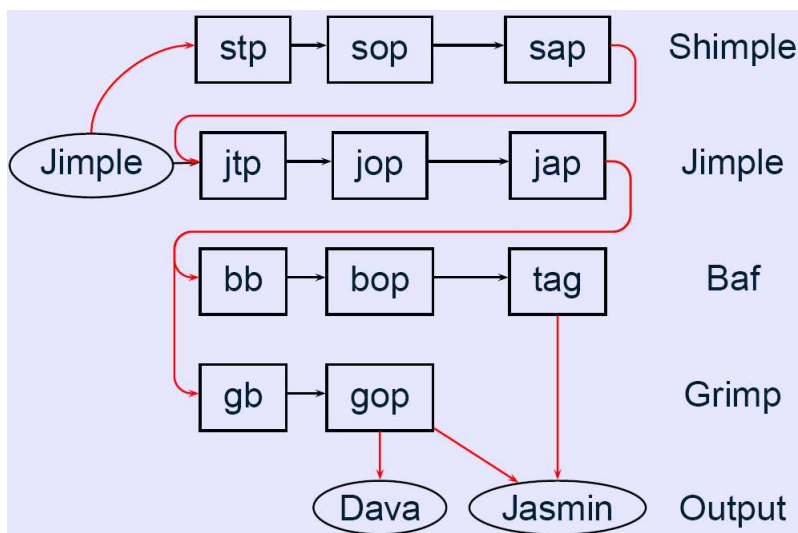 stp sop sap Shimple
Jimple jtp jop jap Jimple
bb bop tag Baf
gb gop Grimp
Dava Jasmin Output